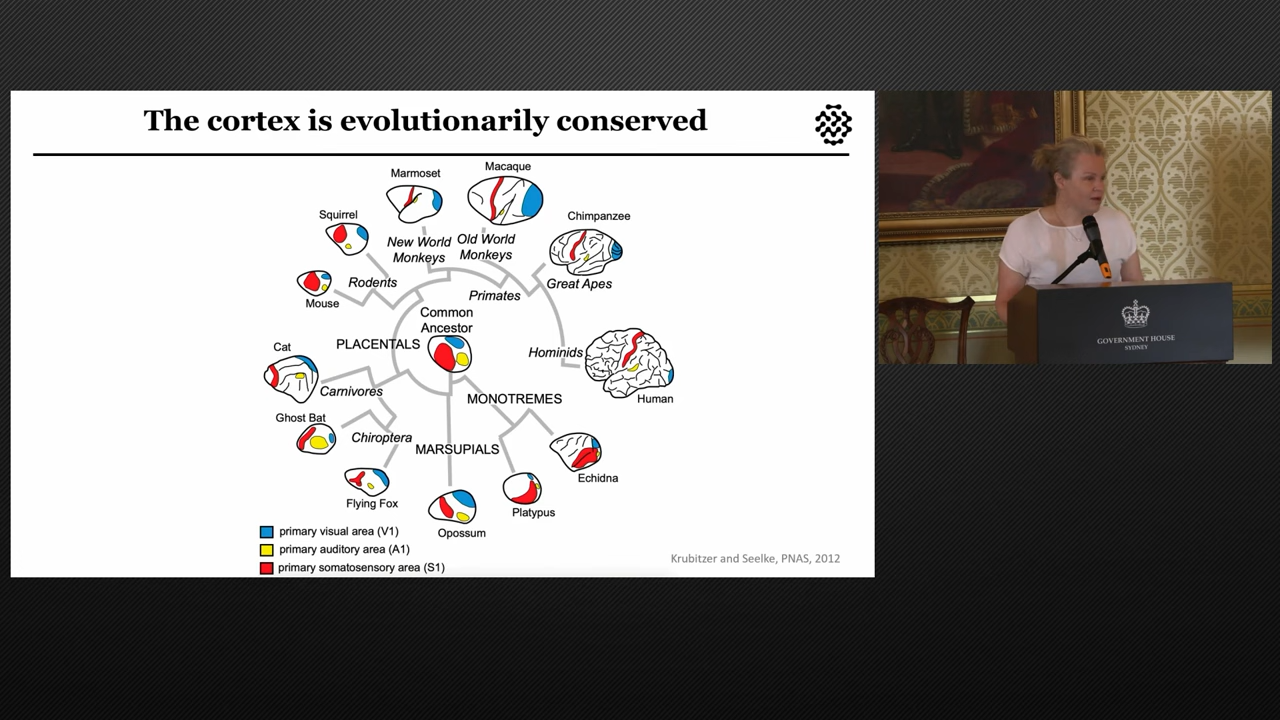 The cortex is evolutionarily conserved
Macaque
Marmoset
Squirrel
Chimpanzee
New World
Monkeys
Old World
Monkeys
Rodents
Great Apes
Primates
Mouse
Common
Ancestor
PLACENTALS
Cat
Hominids
Carnivores
MONOTREMES
Human
Ghost Bat
Chiroptera
MARSUPIALS
Echidna
Flying Fox
Platypus
Opossum
primary visual area (V1)
primary auditory area (A1)
primary somatosensory area (S1)
Krubitzer and Seelke, PNAS, 2012
GOVERNMENT HOUSE
SYDNEY